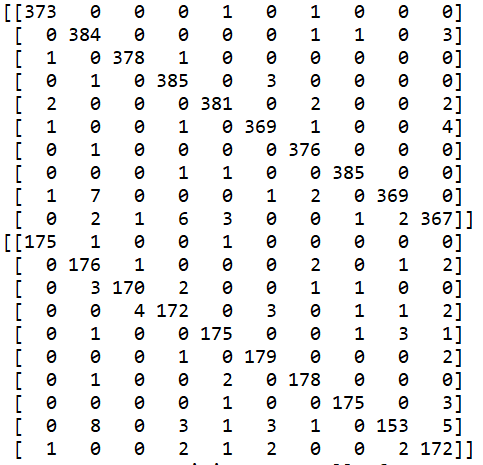 [[373 0 0 0 1 0 1 0 0 0]
[ 0 384 0 0 0 0 1 1 0 3]
[ 1 0 378 1 0 0 0 0 0 0]
[ 0 1 0 385 0 3 0 0 0 0]
[ 2 0 0 0 381 0 2 0 0 2]
[ 1 0 0 1 0 369 1 0 0 4]
[ 0 1 0 0 0 0 376 0 0 0]
[ 0 0 0 1 1 0 0 385 0 0]
[ 1 7 0 0 0 1 2 0 369 0]
[ 0 2 1 6 3 0 0 1 2 367]]
[[175 1 0 0 1 0 0 0 0 0]
[ 0 176 1 0 0 0 2 0 1 2]
[ 0 3 170 2 0 0 1 1 0 0]
[ 0 0 4 172 0 3 0 1 1 2]
[ 0 1 0 0 175 0 0 1 3 1]
[ 0 0 0 1 0 179 0 0 0 2]
[ 0 1 0 0 2 0 178 0 0 0]
[ 0 0 0 0 1 0 0 175 0 3]
[ 0 8 0 3 1 3 1 0 153 5]
[ 1 0 0 2 1 2 0 0 2 172]]